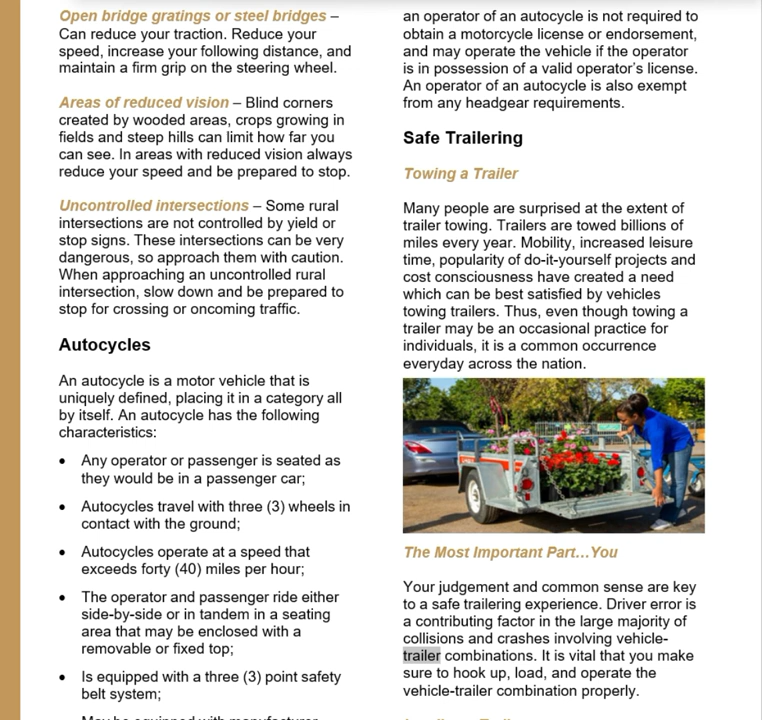 Open bridge gratings or steel bridges –
Can reduce your traction. Reduce your
speed, increase your following distance, and
maintain a firm grip on the steering wheel.
Areas of reduced vision – Blind corners
created by wooded areas, crops growing in
fields and steep hills can limit how far you
can see. In areas with reduced vision always
reduce your speed and be prepared to stop.
Uncontrolled intersections – Some rural
intersections are not controlled by yield or
stop signs. These intersections can be very
dangerous, so approach them with caution.
When approaching an uncontrolled rural
intersection, slow down and be prepared to
stop for crossing or oncoming traffic.
Autocycles
An autocycle is a motor vehicle that is
uniquely defined, placing it in a category all
by itself. An autocycle has the following
characteristics:
• Any operator or passenger is seated as
they would be in a passenger car;
• Autocycles travel with three (3) wheels in
contact with the ground;
• Autocycles operate at a speed that
exceeds forty (40) miles per hour;
• The operator and passenger ride either
side-by-side or in tandem in a seating
area that may be enclosed with a
removable or fixed top;
• Is equipped with a three (3) point safety
belt system;
an operator of an autocycle is not required to
obtain a motorcycle license or endorsement,
and may operate the vehicle if the operator
is in possession of a valid operator's license.
An operator of an autocycle is also exempt
from any headgear requirements.
Safe Trailering
Towing a Trailer
Many people are surprised at the extent of
trailer towing. Trailers are towed billions of
miles every year. Mobility, increased leisure
time, popularity of do-it-yourself projects and
cost consciousness have created a need
which can be best satisfied by vehicles
towing trailers. Thus, even though towing a
trailer may be an occasional practice for
individuals, it is a common occurrence
everyday across the nation.
The Most Important Part…You
Your judgement and common sense are key
to a safe trailering experience. Driver error is
a contributing factor in the large majority of
collisions and crashes involving vehicle-
trailer combinations. It is vital that you make
sure to hook up, load, and operate the
vehicle-trailer combination properly.